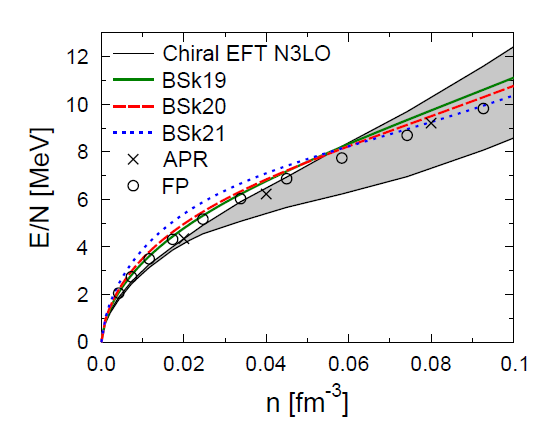 12
10
8
6
4
2
0
E/N [MeV]
Chiral EFT N3LO
BSk19
BSk20
BSk21
APR
FP
0.0 0.02 0.04 0.06 0.08 0.1
n [fm⁻³]